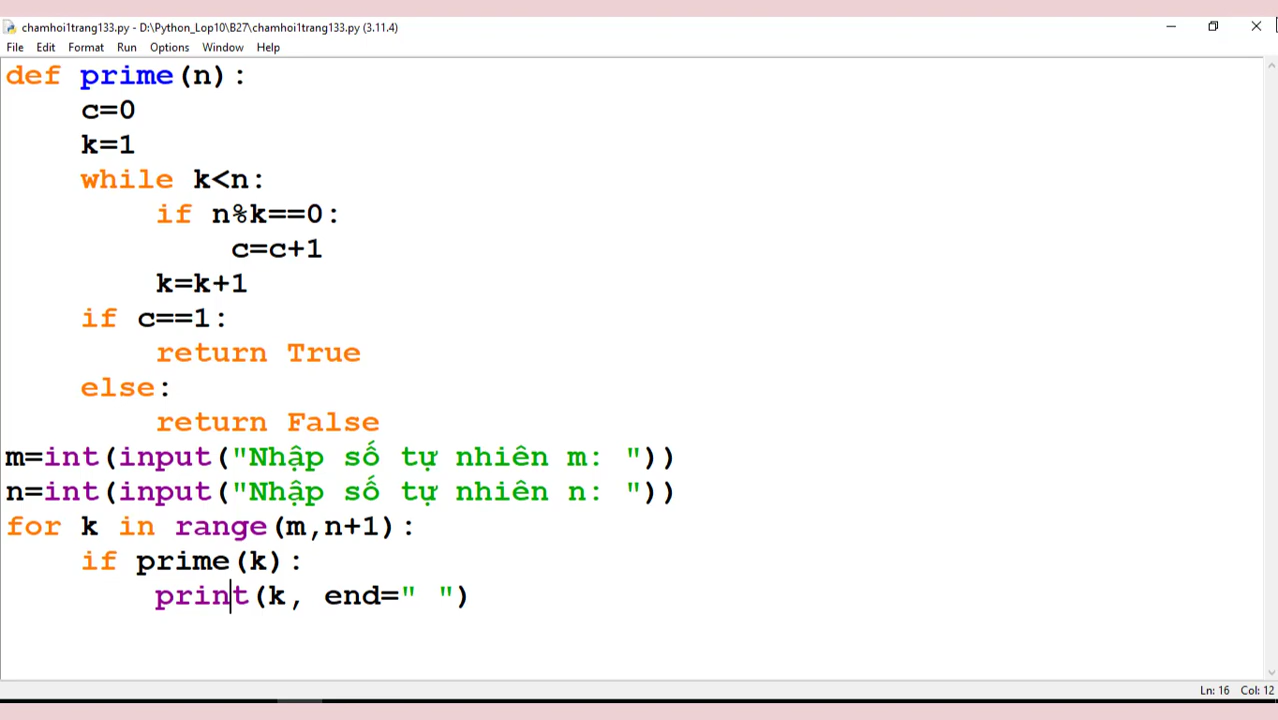 chamhoi1trang133.py - D:\Python_Lop10\B27\chamhoi1trang133.py (3.11.4)
File Edit Format Run Options Window Help
def prime(n):
    c=0
    k=1
    while k<n:
        if n%k==0:
            c=c+1
        k=k+1
    if c==1:
        return True
    else:
        return False
m=int(input("Nhập số tự nhiên m: "))
n=int(input("Nhập số tự nhiên n: "))
for k in range(m,n+1):
    if prime(k):
        print(k, end=" ")
Ln: 16 Col: 12